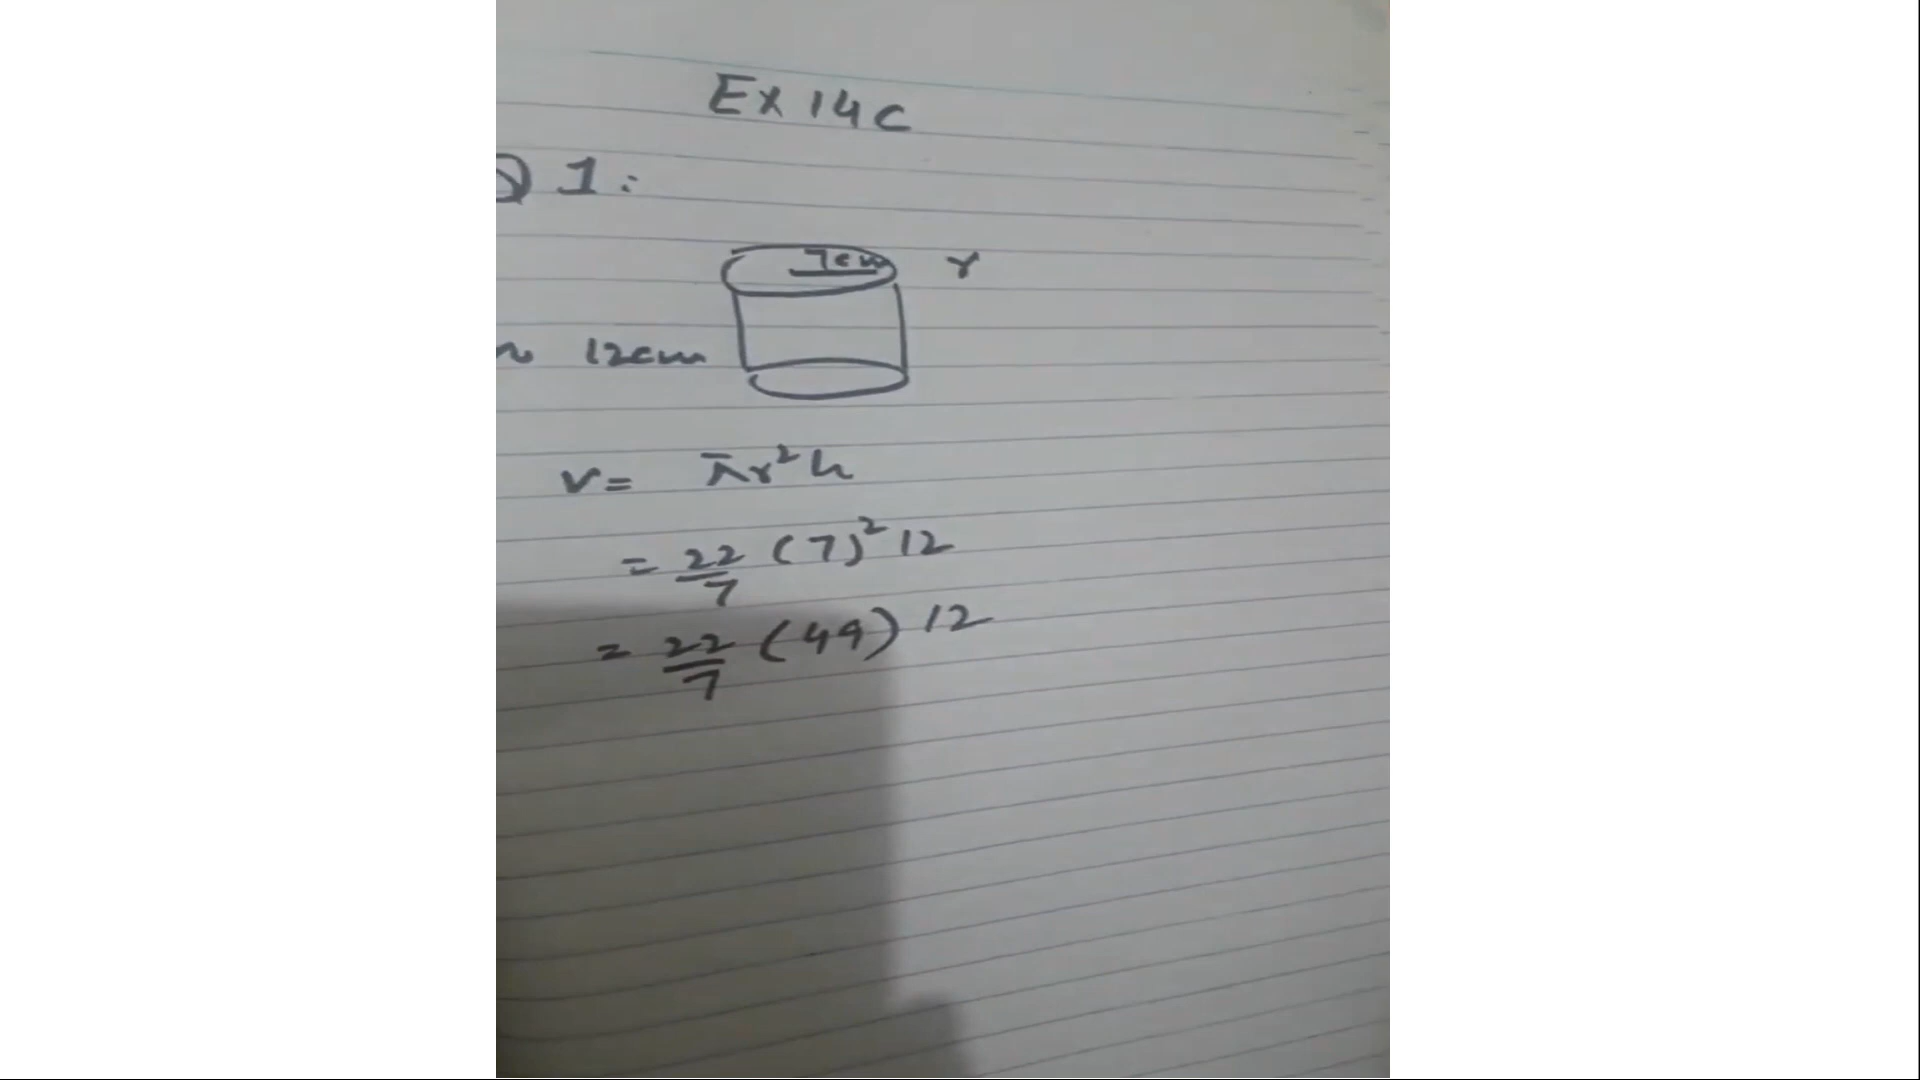 Ex 14C
Q 1:
7cm r
h 12cm
v = πr²h
= 22/7 (7)² 12
= 22/7 (49) 12